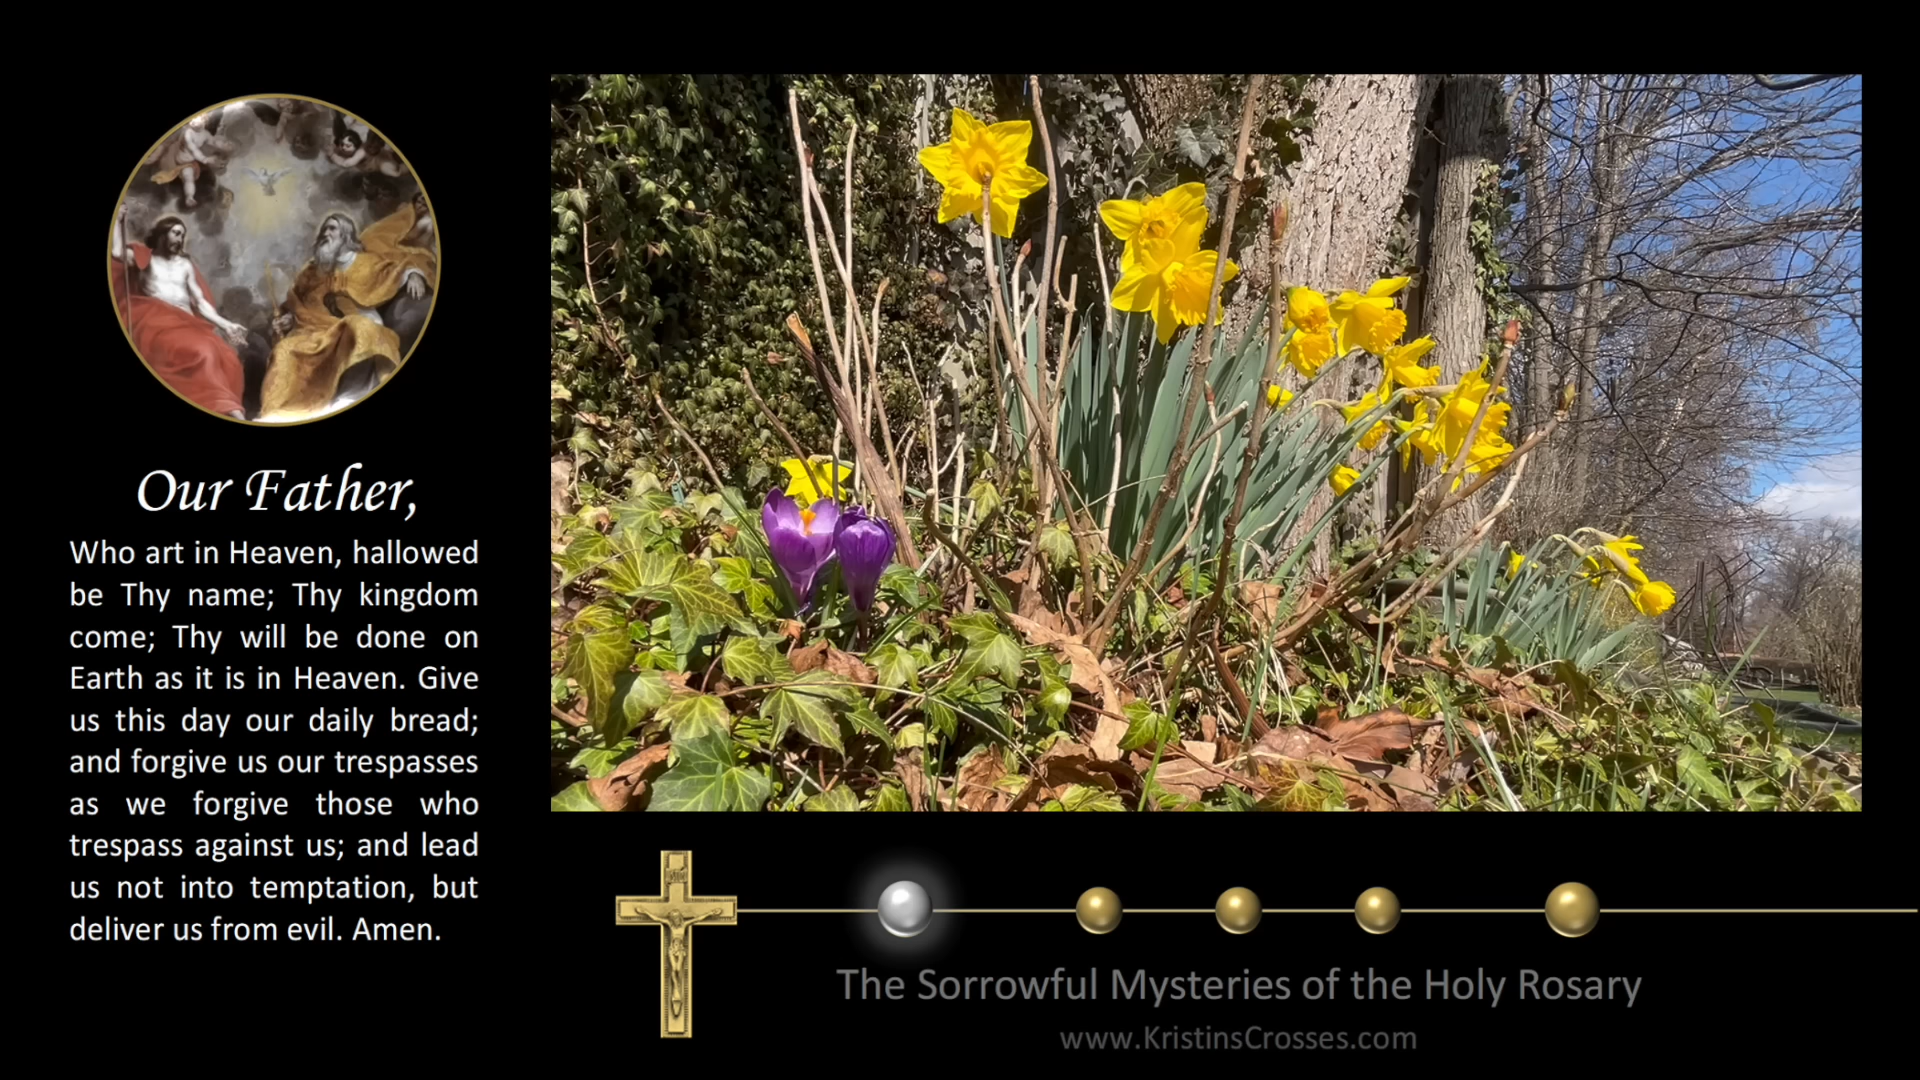 Our Father,
Who art in Heaven, hallowed
be Thy name; Thy kingdom
come; Thy will be done on
Earth as it is in Heaven. Give
us this day our daily bread;
and forgive us our trespasses
as we forgive those who
trespass against us; and lead
us not into temptation, but
deliver us from evil. Amen.
The Sorrowful Mysteries of the Holy Rosary
www.KristinsCrosses.com